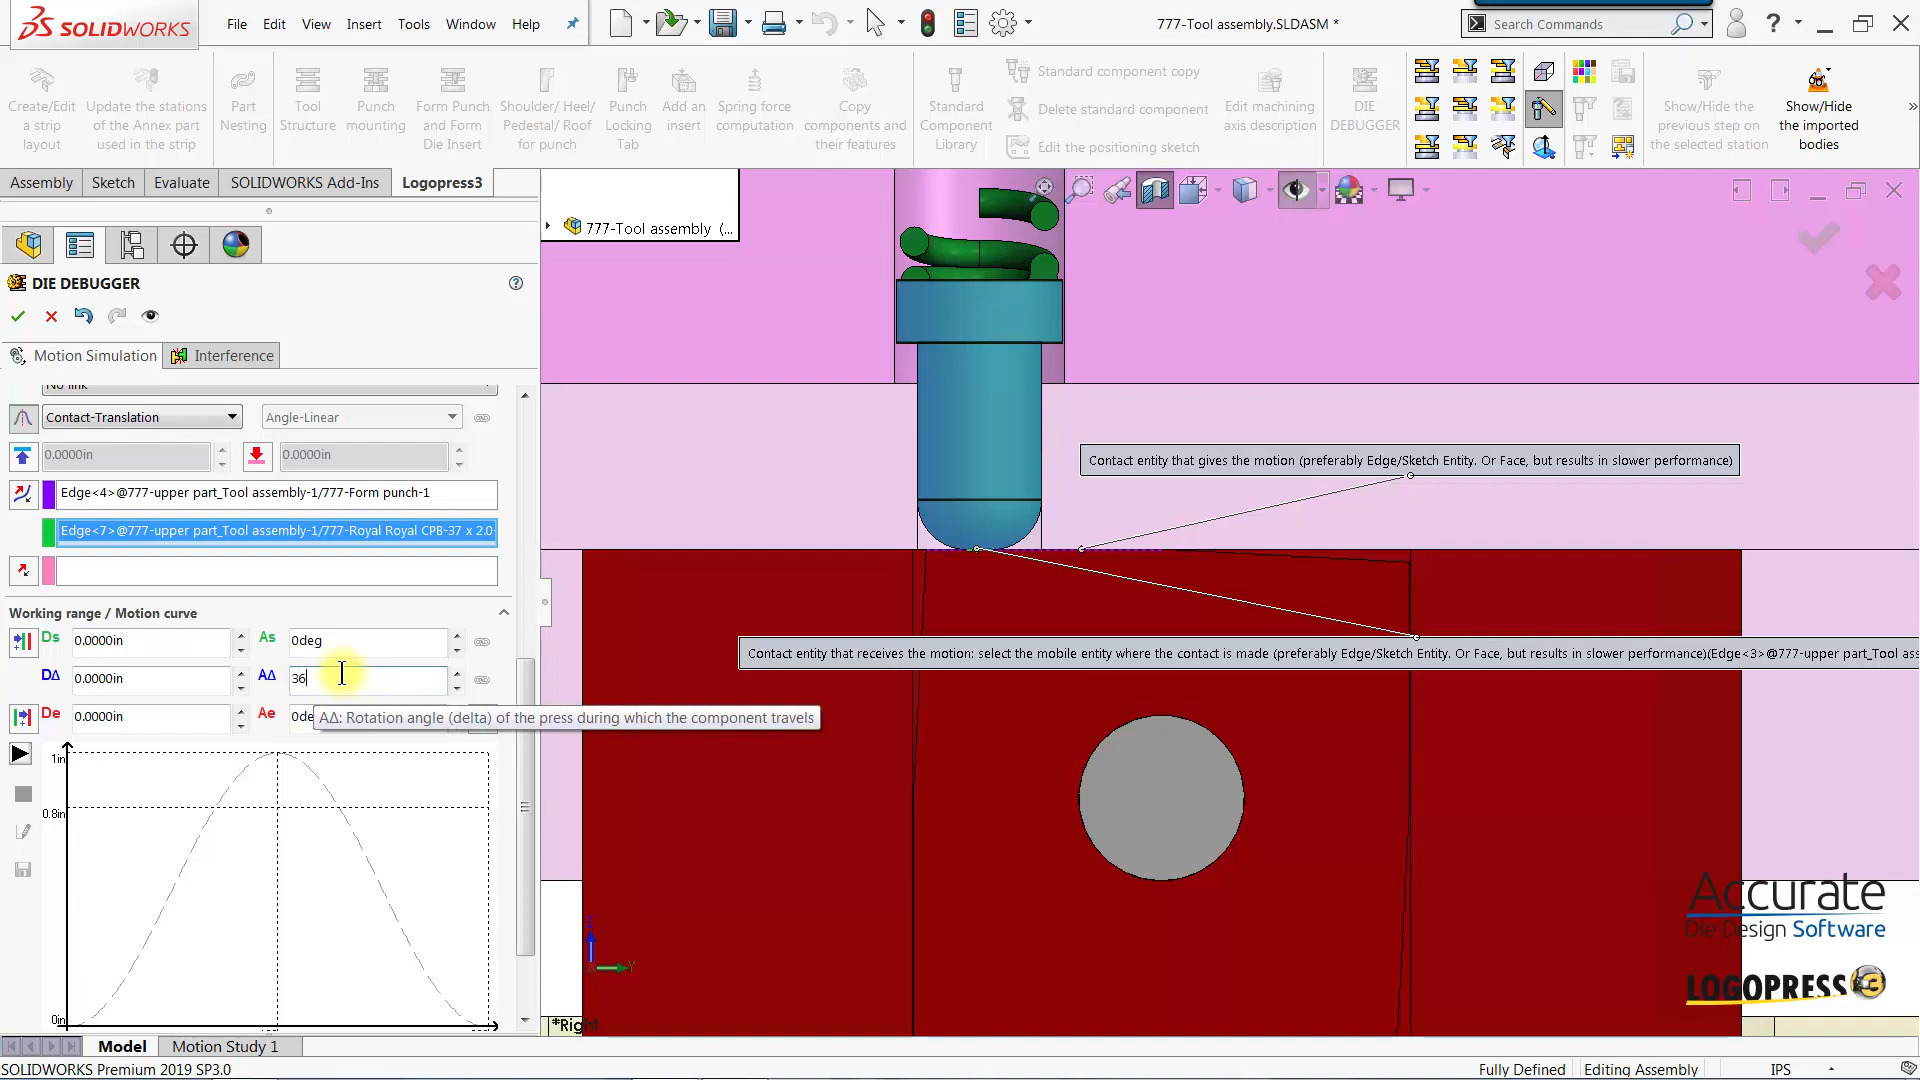 SOLIDWORKS
File Edit View Insert Tools Window Help
777-Tool assembly.SLDASM *
Search Commands
Create/Edit
a strip
layout
Update the stations
of the Annex part
used in the strip
Part
Nesting
Tool
Structure
Punch
mounting
Form Punch
and Form
Die Insert
Shoulder/ Heel/
Pedestal/ Roof
for punch
Punch
Locking
Tab
Add an
insert
Spring force
computation
Copy
components and
their features
Standard
Component
Library
Standard component copy
Delete standard component
Edit the positioning sketch
Edit machining
axis description
DIE
DEBUGGER
Show/Hide the
previous step on
the selected station
Show/Hide
the imported
bodies
Assembly Sketch Evaluate SOLIDWORKS Add-Ins Logopress3
777-Tool assembly (...
DIE DEBUGGER
Motion Simulation Interference
No link
Contact-Translation Angle-Linear
0.0000in 0.0000in
Edge<4>@777-upper part_Tool assembly-1/777-Form punch-1
Edge<7>@777-upper part_Tool assembly-1/777-Royal Royal CPB-37 x 2.0
Working range / Motion curve
Ds 0.0000in As 0deg
DΔ 0.0000in AΔ 36
De 0.0000in Ae 0de
AΔ: Rotation angle (delta) of the press during which the component travels
1in
0.8in
0in
Contact entity that gives the motion (preferably Edge/Sketch Entity. Or Face, but results in slower performance)
Contact entity that receives the motion: select the mobile entity where the contact is made (preferably Edge/Sketch Entity. Or Face, but results in slower performance)(Edge<3>@777-upper part_Tool ass
Y
*Right
Accurate
Die Design Software
LOGOPRESS 3
Model Motion Study 1
SOLIDWORKS Premium 2019 SP3.0
Fully Defined Editing Assembly IPS